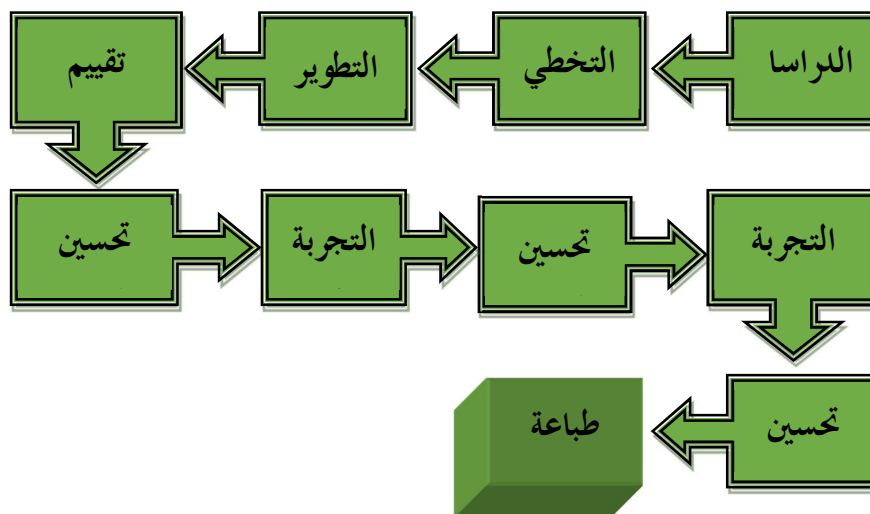 الدراسا
التخطي
التطوير
تقييم
تحسين
التجربة
تحسين
التجربة
تحسين
طباعة